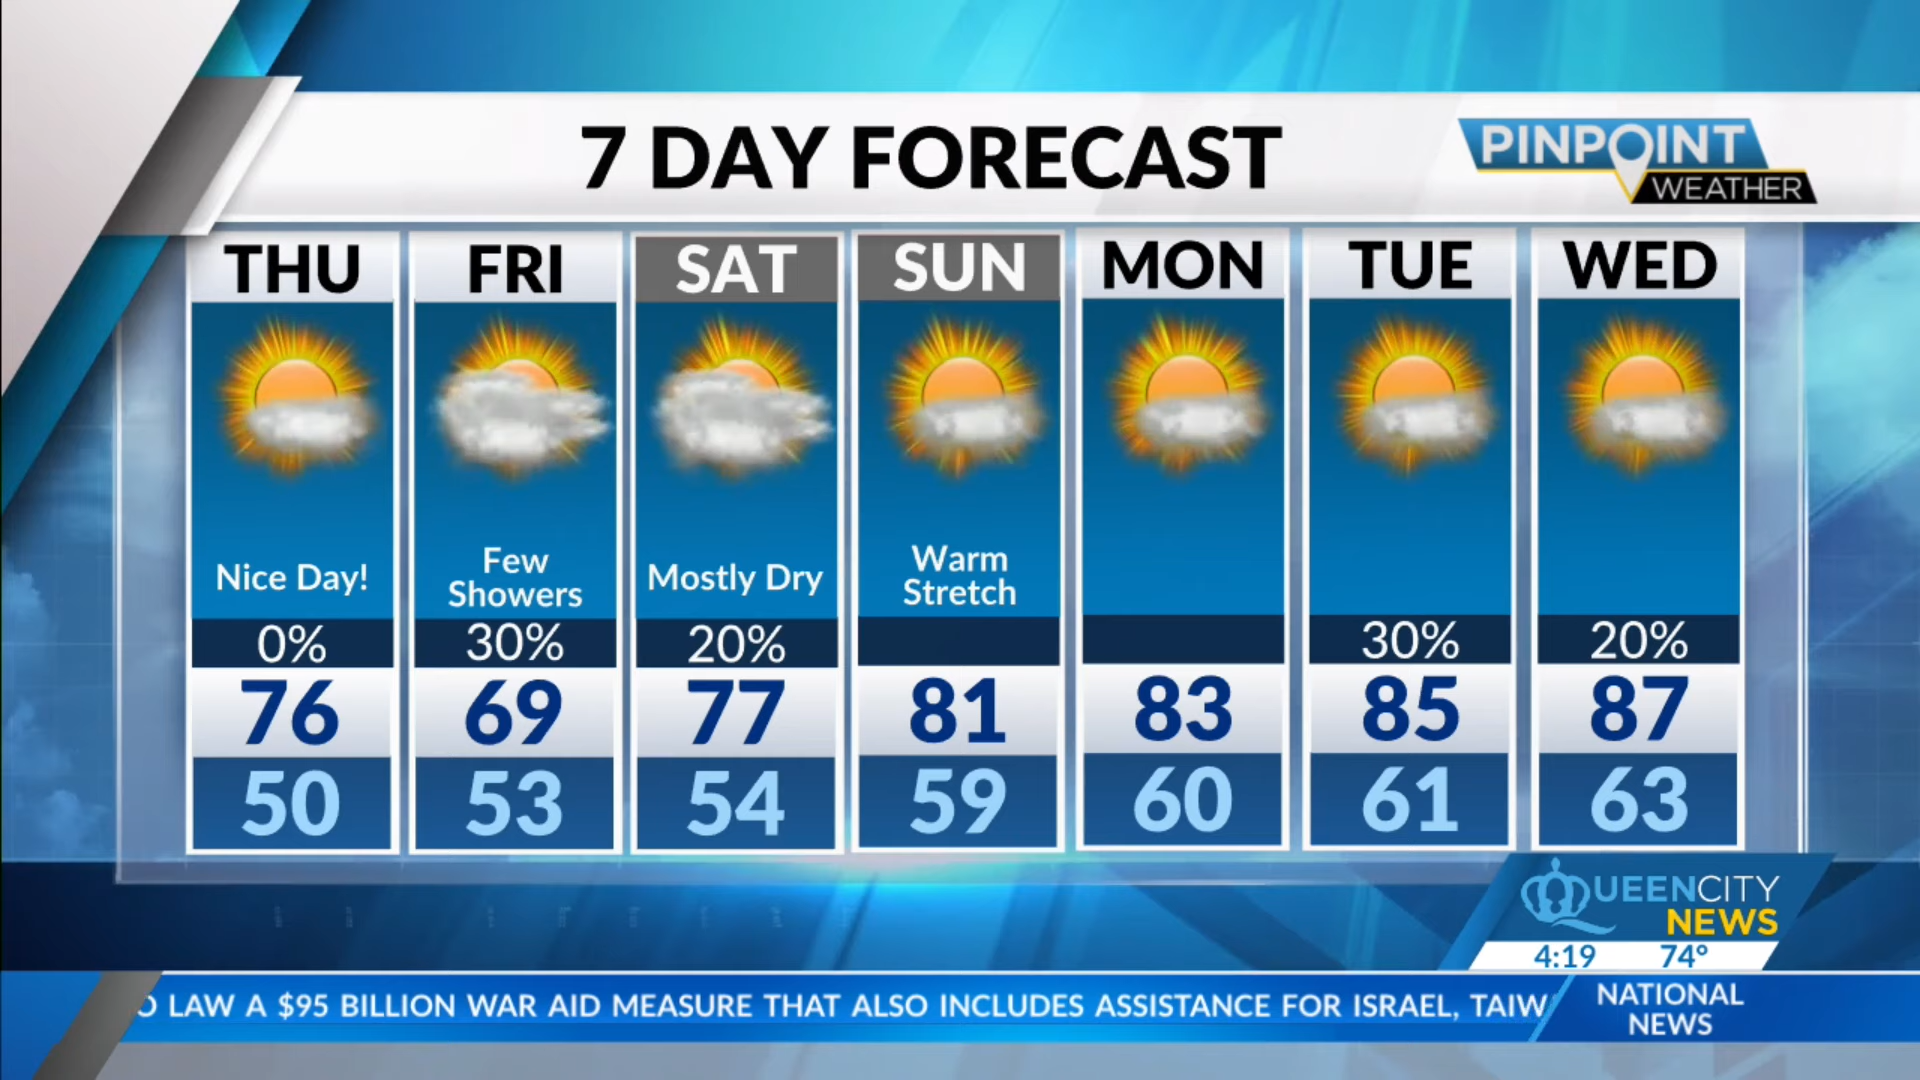 7 DAY FORECAST
PINPOINT
WEATHER
THU FRI SAT SUN MON TUE WED
Nice Day!
Few
Showers
Mostly Dry
Warm
Stretch
0% 30% 20% 30% 20%
76 69 77 81 83 85 87
50 53 54 59 60 61 63
QUEENCITY
NEWS
4:19 74°
O LAW A $95 BILLION WAR AID MEASURE THAT ALSO INCLUDES ASSISTANCE FOR ISRAEL, TAIW
NATIONAL
NEWS